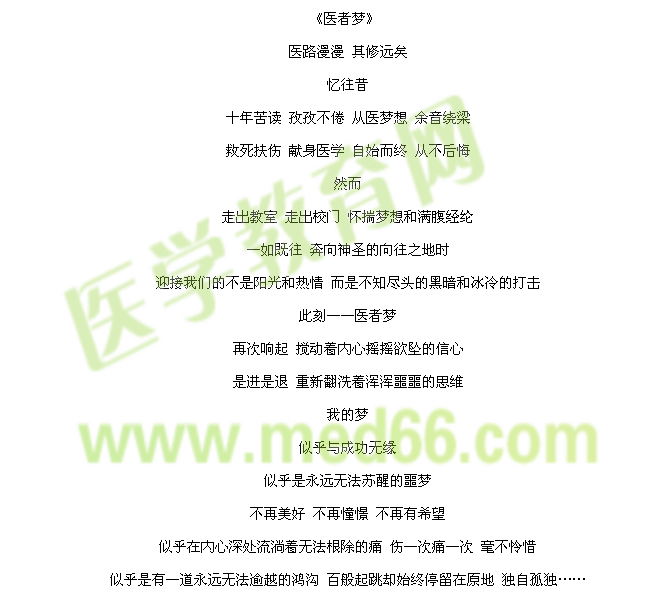 《医者梦》
医路漫漫 其修远矣
忆往昔
十年苦读 孜孜不倦 从医梦想 余音绕梁
救死扶伤 献身医学 自始而终 从不后悔
然而
走出教室 走出校门 怀揣梦想和满腹经纶
一如既往 奔向神圣的向往之地时
迎接我们的不是阳光和热情 而是不知尽头的黑暗和冰冷的打击
此刻一一医者梦
再次响起 搅动着内心摇摇欲坠的信心
是进是退 重新翻洗着浑浑噩噩的思维
我的梦
似乎与成功无缘
似乎是永远无法苏醒的噩梦
不再美好 不再憧憬 不再有希望
似乎在内心深处流淌着无法根除的痛 伤一次痛一次 毫不怜惜
似乎是有一道永远无法逾越的鸿沟 百般起跳却始终停留在原地 独自孤独……
医学教育网
www.med66.com